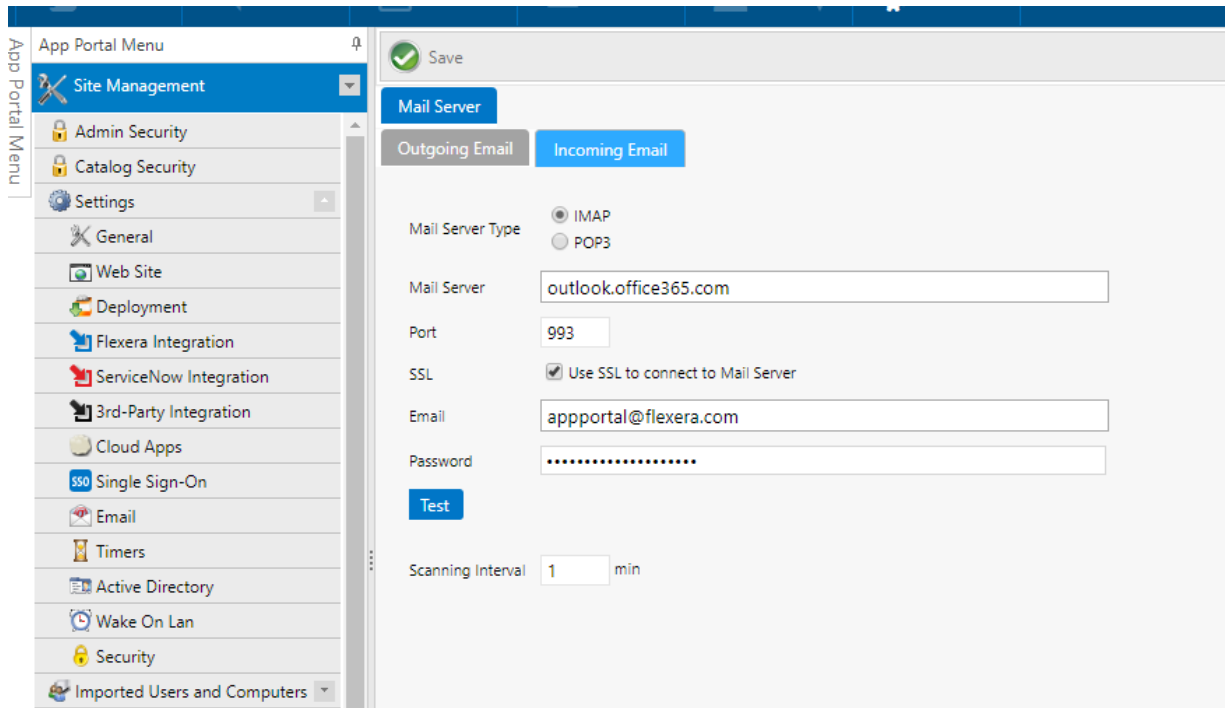 App Portal Menu
App Portal Menu
Site Management
Admin Security
Catalog Security
Settings
General
Web Site
Deployment
Flexera Integration
ServiceNow Integration
3rd-Party Integration
Cloud Apps
SSO Single Sign-On
Email
Timers
Active Directory
Wake On Lan
Security
Imported Users and Computers
Save
Mail Server
Outgoing Email
Incoming Email
Mail Server Type
IMAP
POP3
Mail Server
outlook.office365.com
Port
993
SSL
Use SSL to connect to Mail Server
Email
appportal@flexera.com
Password
••••••••••••••••••••
Test
Scanning Interval
1
min